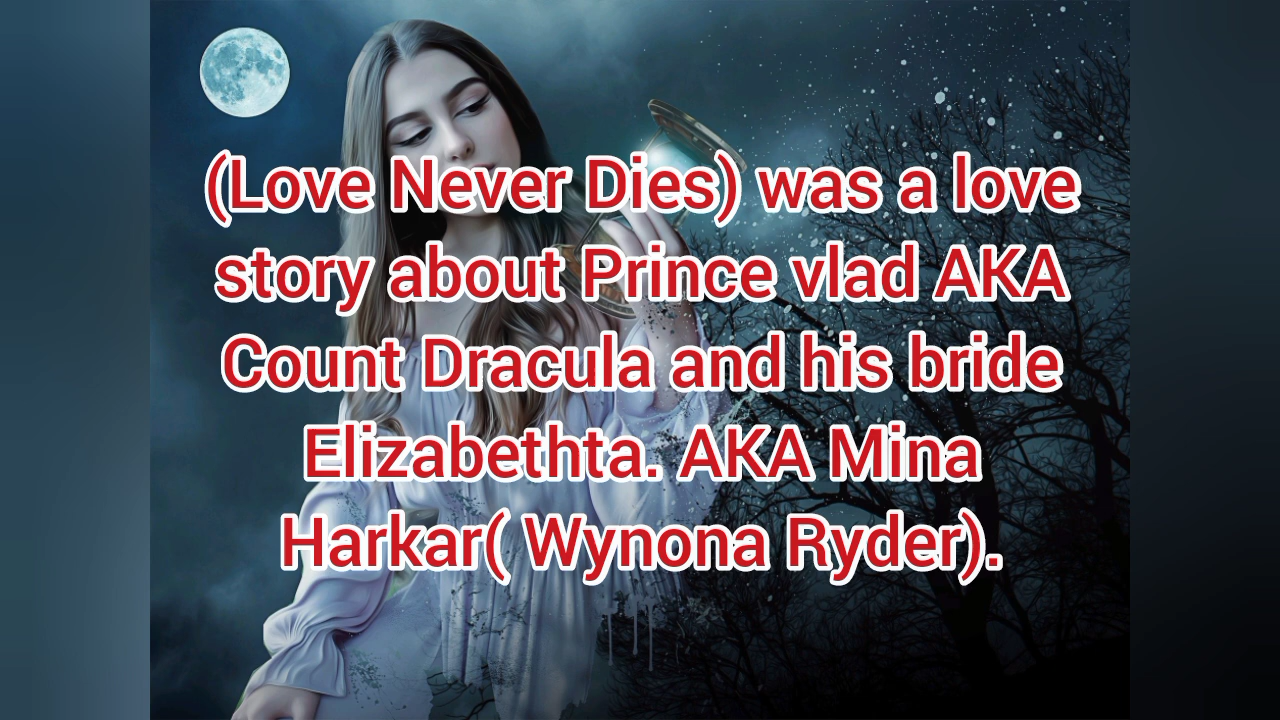 (Love Never Dies) was a love
story about Prince vlad AKA
Count Dracula and his bride
Elizabethta. AKA Mina
Harkar( Wynona Ryder).